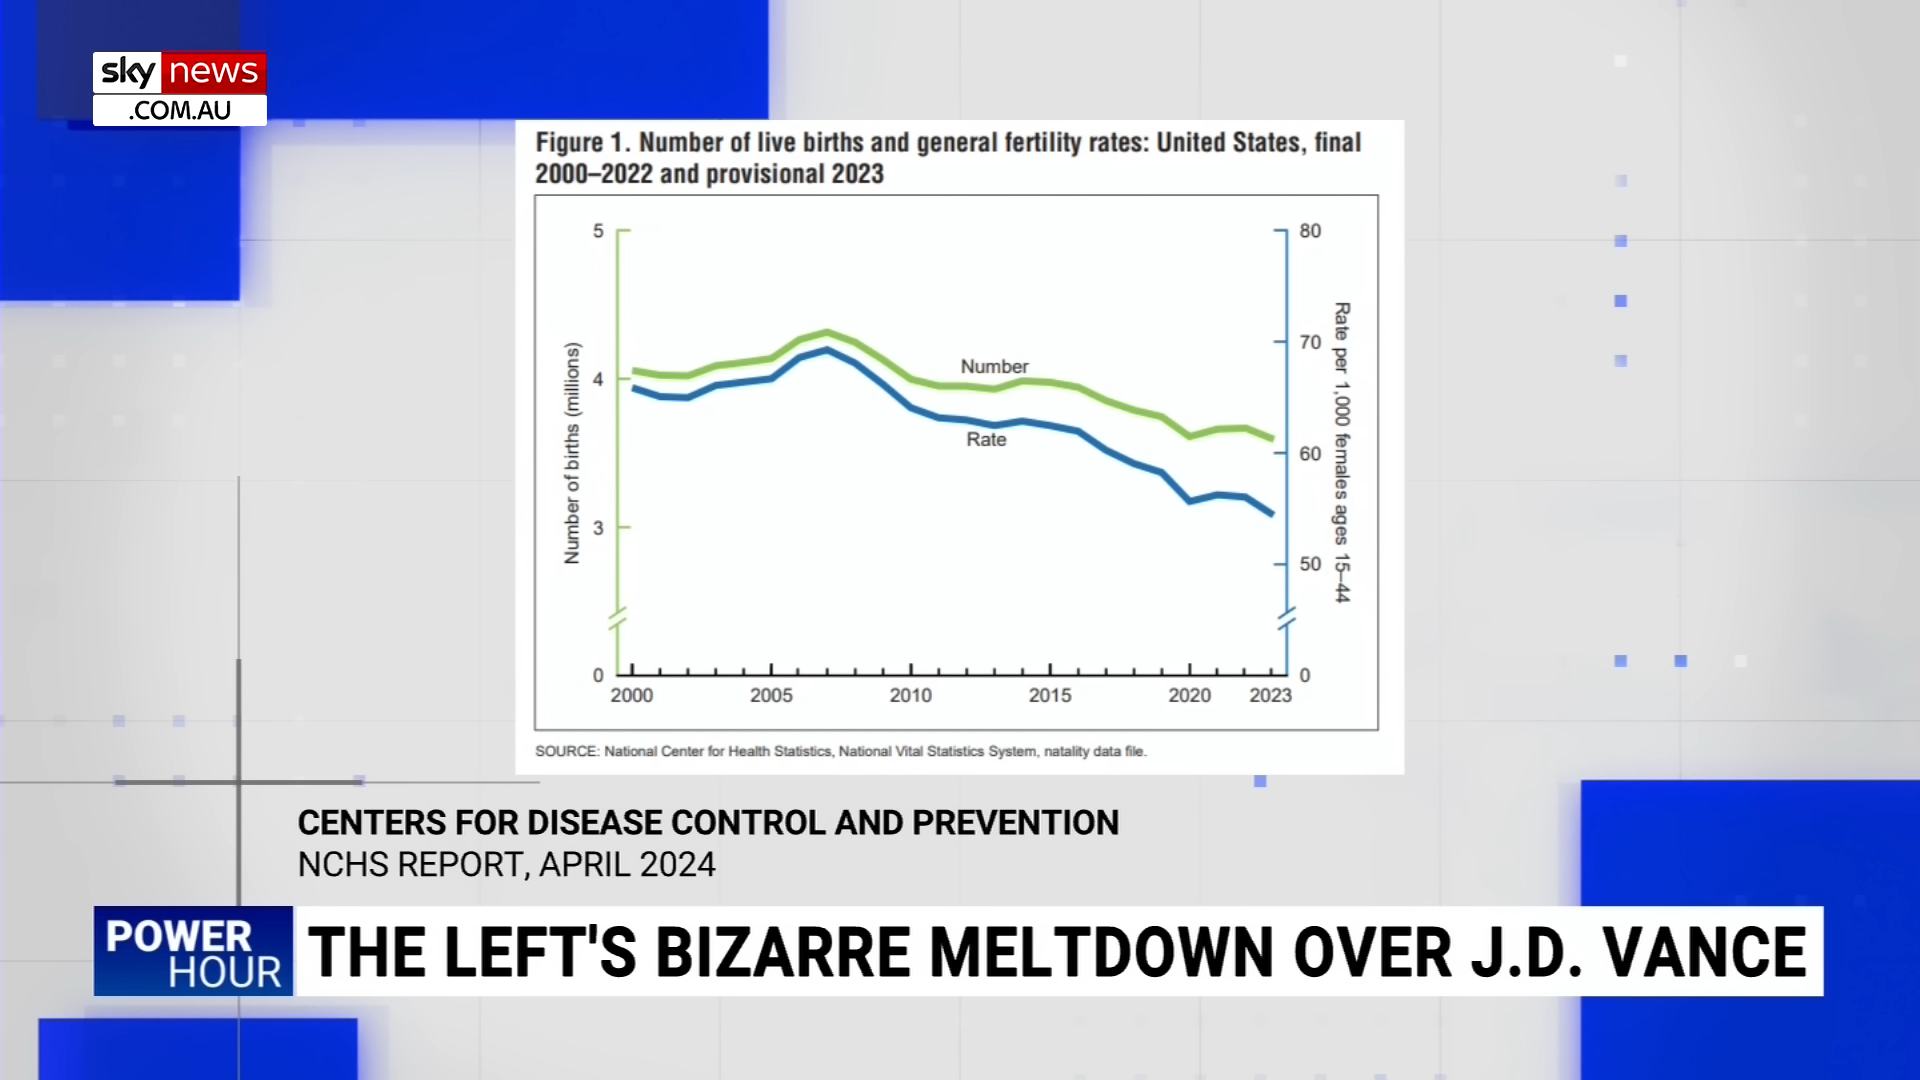 sky news
.COM.AU
Figure 1. Number of live births and general fertility rates: United States, final
2000–2022 and provisional 2023
5
4
3
0
Number of births (millions)
Number
Rate
80
70
60
50
0
Rate per 1,000 females ages 15–44
2000
2005
2010
2015
2020
2023
SOURCE: National Center for Health Statistics, National Vital Statistics System, natality data file.
CENTERS FOR DISEASE CONTROL AND PREVENTION
NCHS REPORT, APRIL 2024
POWER
HOUR
THE LEFT'S BIZARRE MELTDOWN OVER J.D. VANCE